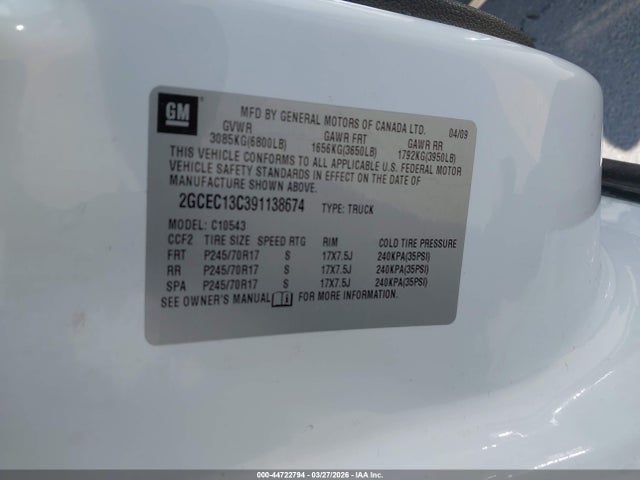 GM
MFD BY GENERAL MOTORS OF CANADA LTD. 04/09
GVWR GAWR FRT GAWR RR
3085KG(6800LB) 1656KG(3650LB) 1792KG(3950LB)
THIS VEHICLE CONFORMS TO ALL APPLICABLE U.S. FEDERAL MOTOR
VEHICLE SAFETY STANDARDS IN EFFECT ON THE DATE OF
MANUFACTURE SHOWN ABOVE.
2GCEC13C391138674 TYPE: TRUCK
MODEL: C10543
CCF2 TIRE SIZE SPEED RTG RIM COLD TIRE PRESSURE
FRT P245/70R17 S 17X7.5J 240KPA(35PSI)
RR P245/70R17 S 17X7.5J 240KPA(35PSI)
SPA P245/70R17 S 17X7.5J 240KPA(35PSI)
SEE OWNER'S MANUAL FOR MORE INFORMATION.
000-44722794 | 03/27/2026 | IAA, Inc.